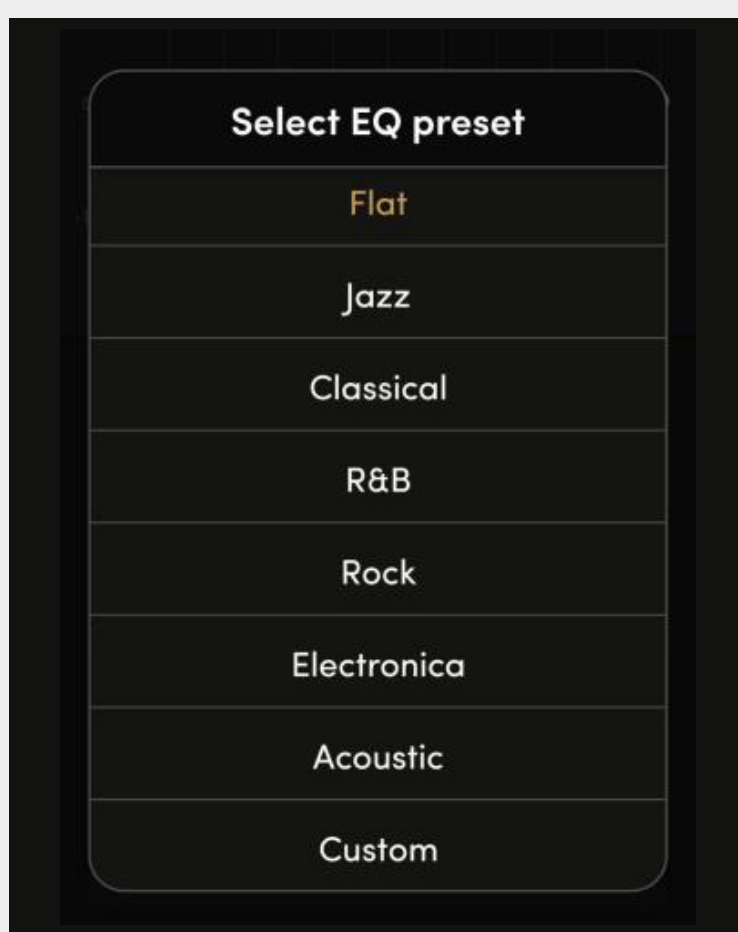 Select EQ preset
Flat
Jazz
Classical
R&B
Rock
Electronica
Acoustic
Custom